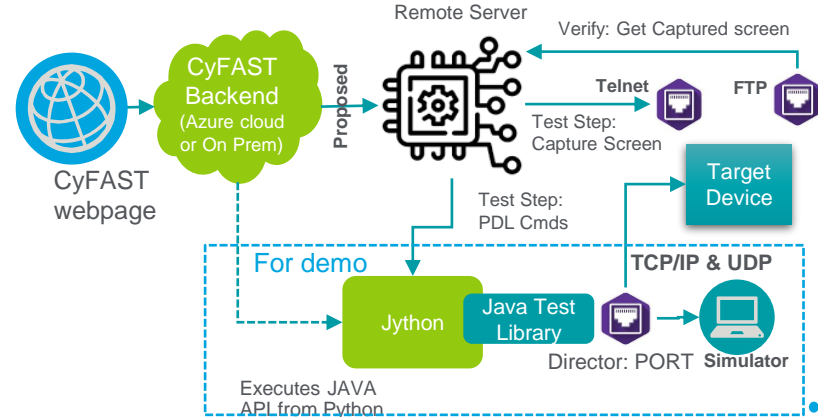 Remote Server
Verify: Get Captured screen
CyFAST
Backend
(Azure cloud
or On Prem)
Proposed
Telnet
FTP
Test Step:
Capture Screen
CyFAST
webpage
Target
Device
Test Step:
PDL Cmds
For demo
TCP/IP & UDP
Jython
Java Test
Library
Director: PORT
Simulator
Executes JAVA
API from Python